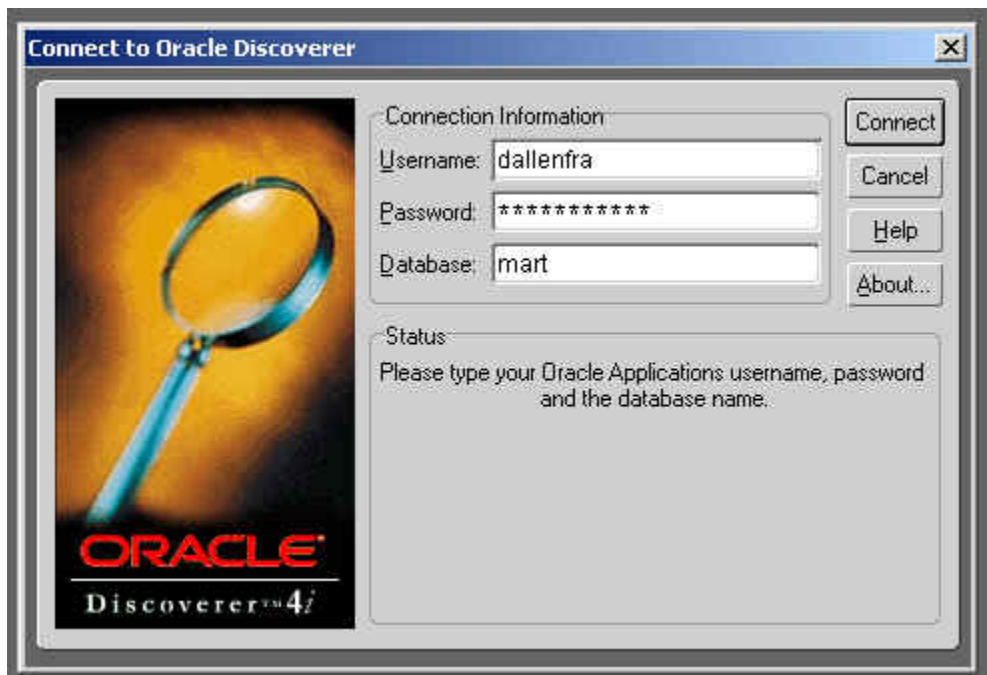 Connect to Oracle Discoverer
Connection Information
Username: dallenfra
Password: ***********
Database: mart
Connect
Cancel
Help
About...
Status
Please type your Oracle Applications username, password
and the database name.
ORACLE
Discoverer™ 4i